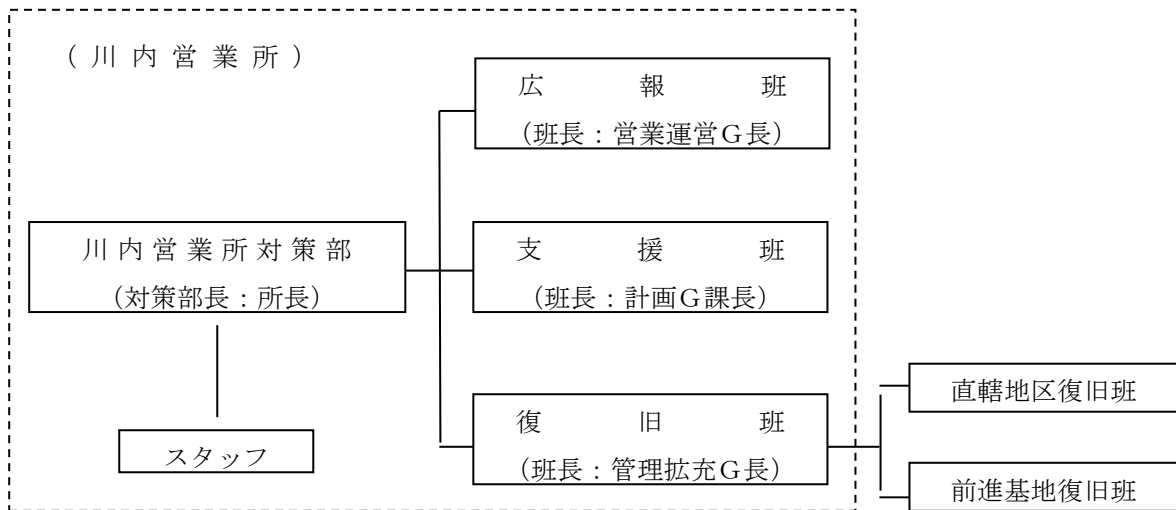 （川内営業所）
広報班
（班長：営業運営Ｇ長）
川内営業所対策部
（対策部長：所長）
支援班
（班長：計画Ｇ課長）
スタッフ
復旧班
（班長：管理拡充Ｇ長）
直轄地区復旧班
前進基地復旧班